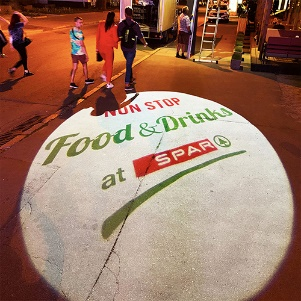 NON STOP
Food & Drinks
at SPAR